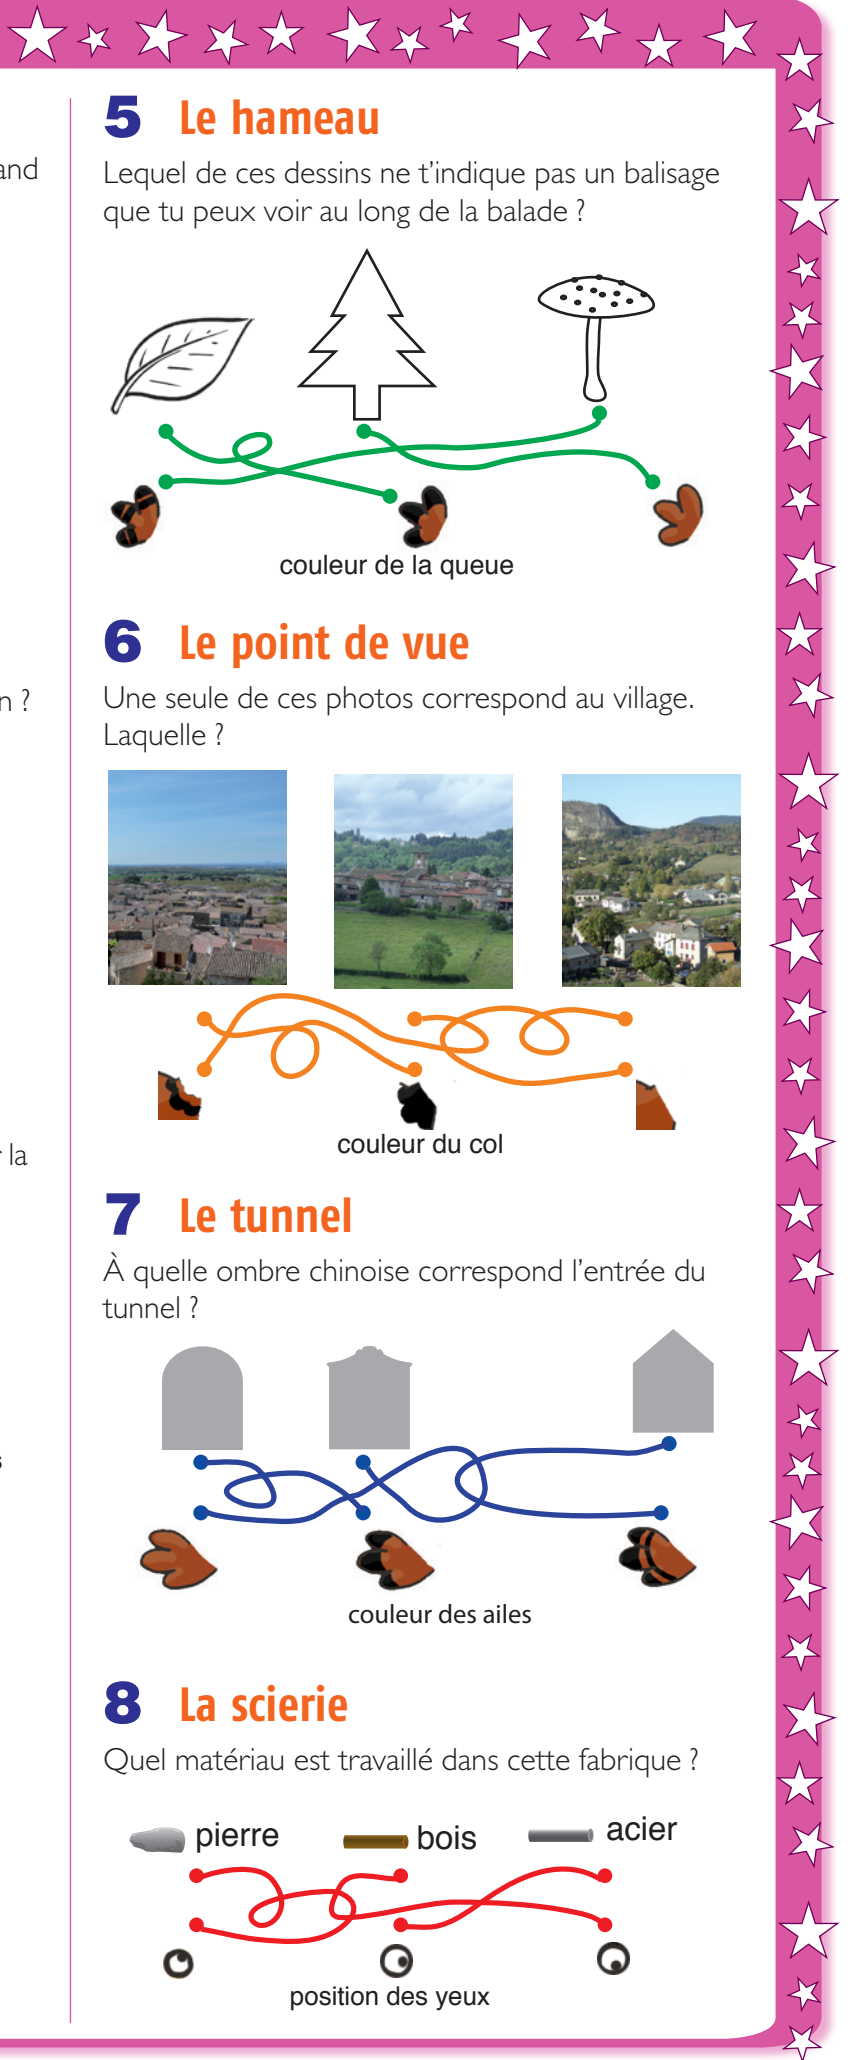 and
n ?
r la
s
5 Le hameau
Lequel de ces dessins ne t'indique pas un balisage
que tu peux voir au long de la balade ?
couleur de la queue
6 Le point de vue
Une seule de ces photos correspond au village.
Laquelle ?
couleur du col
7 Le tunnel
À quelle ombre chinoise correspond l'entrée du
tunnel ?
couleur des ailes
8 La scierie
Quel matériau est travaillé dans cette fabrique ?
pierre bois acier
position des yeux